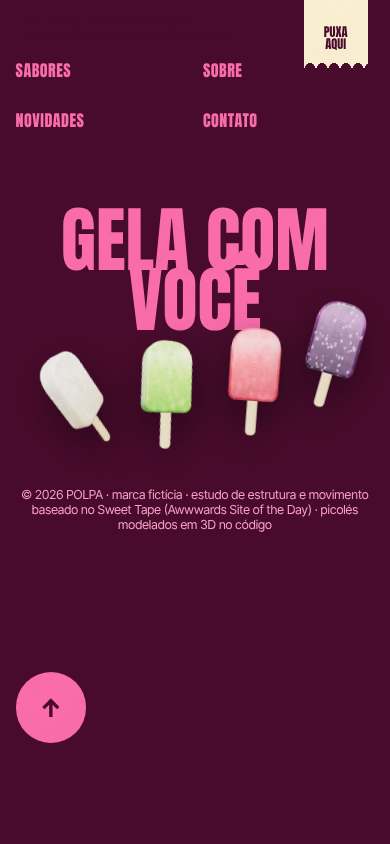 PUXA
AQUI
SABORES
SOBRE
NOVIDADES
CONTATO
GELA COM
VOCÊ
© 2026 POLPA · marca fictícia · estudo de estrutura e movimento
baseado no Sweet Tape (Awwwards Site of the Day) · picolés
modelados em 3D no código